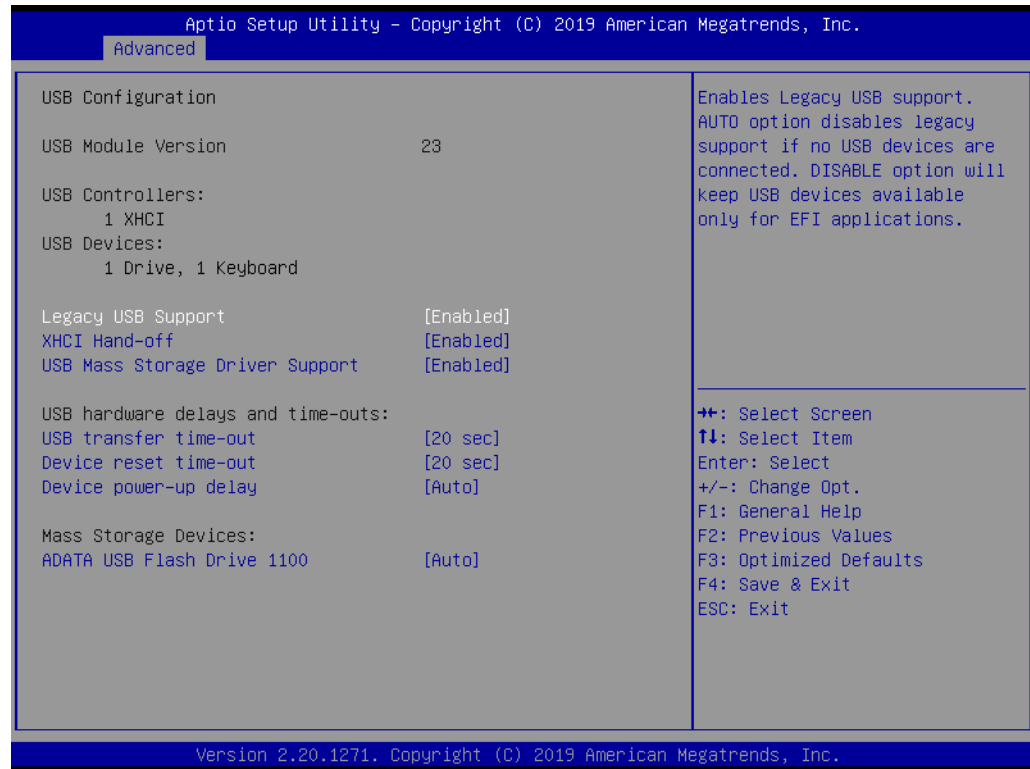 Aptio Setup Utility – Copyright (C) 2019 American Megatrends, Inc.
Advanced
USB Configuration
USB Module Version 23
USB Controllers:
1 XHCI
USB Devices:
1 Drive, 1 Keyboard
Legacy USB Support [Enabled]
XHCI Hand-off [Enabled]
USB Mass Storage Driver Support [Enabled]
USB hardware delays and time-outs:
USB transfer time-out [20 sec]
Device reset time-out [20 sec]
Device power-up delay [Auto]
Mass Storage Devices:
ADATA USB Flash Drive 1100 [Auto]
Enables Legacy USB support.
AUTO option disables legacy
support if no USB devices are
connected. DISABLE option will
keep USB devices available
only for EFI applications.
→←: Select Screen
↑↓: Select Item
Enter: Select
+/-: Change Opt.
F1: General Help
F2: Previous Values
F3: Optimized Defaults
F4: Save & Exit
ESC: Exit
Version 2.20.1271. Copyright (C) 2019 American Megatrends, Inc.